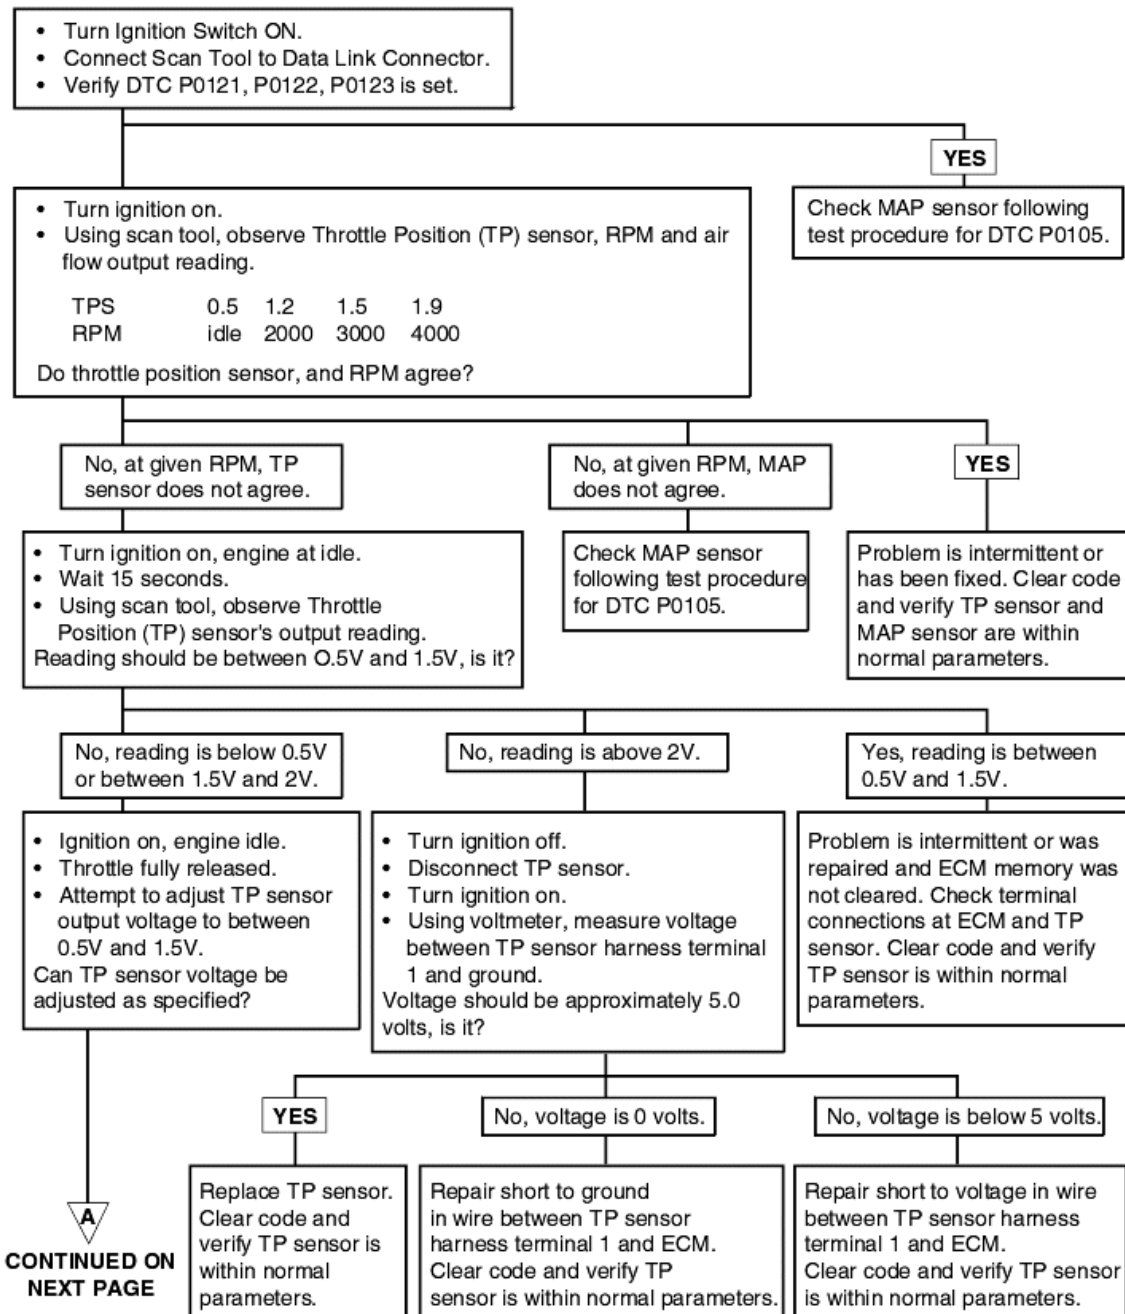 • Turn Ignition Switch ON.
• Connect Scan Tool to Data Link Connector.
• Verify DTC P0121, P0122, P0123 is set.
YES
Check MAP sensor following
test procedure for DTC P0105.
• Turn ignition on.
• Using scan tool, observe Throttle Position (TP) sensor, RPM and air
flow output reading.
TPS 0.5 1.2 1.5 1.9
RPM idle 2000 3000 4000
Do throttle position sensor, and RPM agree?
No, at given RPM, TP
sensor does not agree.
No, at given RPM, MAP
does not agree.
YES
• Turn ignition on, engine at idle.
• Wait 15 seconds.
• Using scan tool, observe Throttle
Position (TP) sensor's output reading.
Reading should be between O.5V and 1.5V, is it?
Check MAP sensor
following test procedure
for DTC P0105.
Problem is intermittent or
has been fixed. Clear code
and verify TP sensor and
MAP sensor are within
normal parameters.
No, reading is below 0.5V
or between 1.5V and 2V.
No, reading is above 2V.
Yes, reading is between
0.5V and 1.5V.
• Ignition on, engine idle.
• Throttle fully released.
• Attempt to adjust TP sensor
output voltage to between
0.5V and 1.5V.
Can TP sensor voltage be
adjusted as specified?
• Turn ignition off.
• Disconnect TP sensor.
• Turn ignition on.
• Using voltmeter, measure voltage
between TP sensor harness terminal
1 and ground.
Voltage should be approximately 5.0
volts, is it?
Problem is intermittent or was
repaired and ECM memory was
not cleared. Check terminal
connections at ECM and TP
sensor. Clear code and verify
TP sensor is within normal
parameters.
YES
No, voltage is 0 volts.
No, voltage is below 5 volts.
A
CONTINUED ON
NEXT PAGE
Replace TP sensor.
Clear code and
verify TP sensor is
within normal
parameters.
Repair short to ground
in wire between TP sensor
harness terminal 1 and ECM.
Clear code and verify TP
sensor is within normal parameters.
Repair short to voltage in wire
between TP sensor harness
terminal 1 and ECM.
Clear code and verify TP sensor
is within normal parameters.